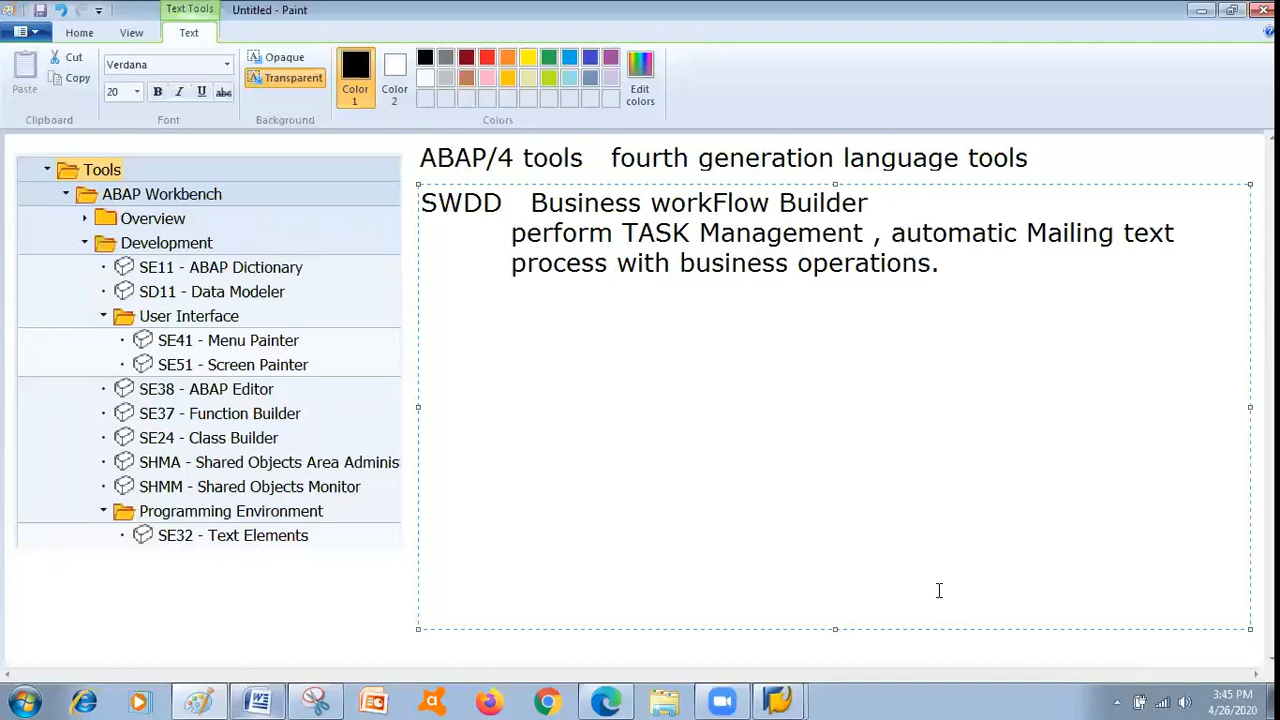 Text Tools
Untitled - Paint
Home
View
Text
Paste
Cut
Copy
Clipboard
Verdana
20
B I U abc
Font
Opaque
Transparent
Background
Color 1
Color 2
Edit colors
Colors
Tools
ABAP Workbench
Overview
Development
SE11 - ABAP Dictionary
SD11 - Data Modeler
User Interface
SE41 - Menu Painter
SE51 - Screen Painter
SE38 - ABAP Editor
SE37 - Function Builder
SE24 - Class Builder
SHMA - Shared Objects Area Adminis
SHMM - Shared Objects Monitor
Programming Environment
SE32 - Text Elements
ABAP/4 tools fourth generation language tools
SWDD Business workFlow Builder
perform TASK Management , automatic Mailing text
process with business operations.
3:45 PM
4/26/2020